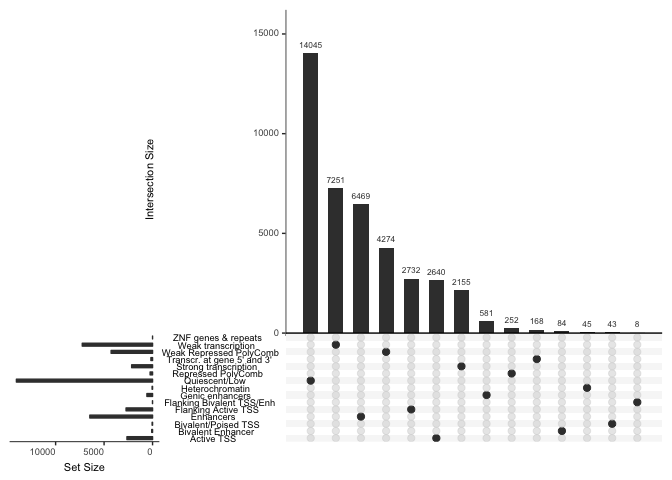 15000
14045
10000
Intersection Size
7251
6469
5000
4274
2732
2640
2155
581
252
168
84
45
43
8
0
ZNF genes & repeats
Weak transcription
Weak Repressed PolyComb
Transcr. at gene 5' and 3'
Strong transcription
Repressed PolyComb
Quiescent/Low
Heterochromatin
Genic enhancers
Flanking Bivalent TSS/Enh
Flanking Active TSS
Enhancers
Bivalent/Poised TSS
Bivalent Enhancer
Active TSS
10000 5000 0
Set Size